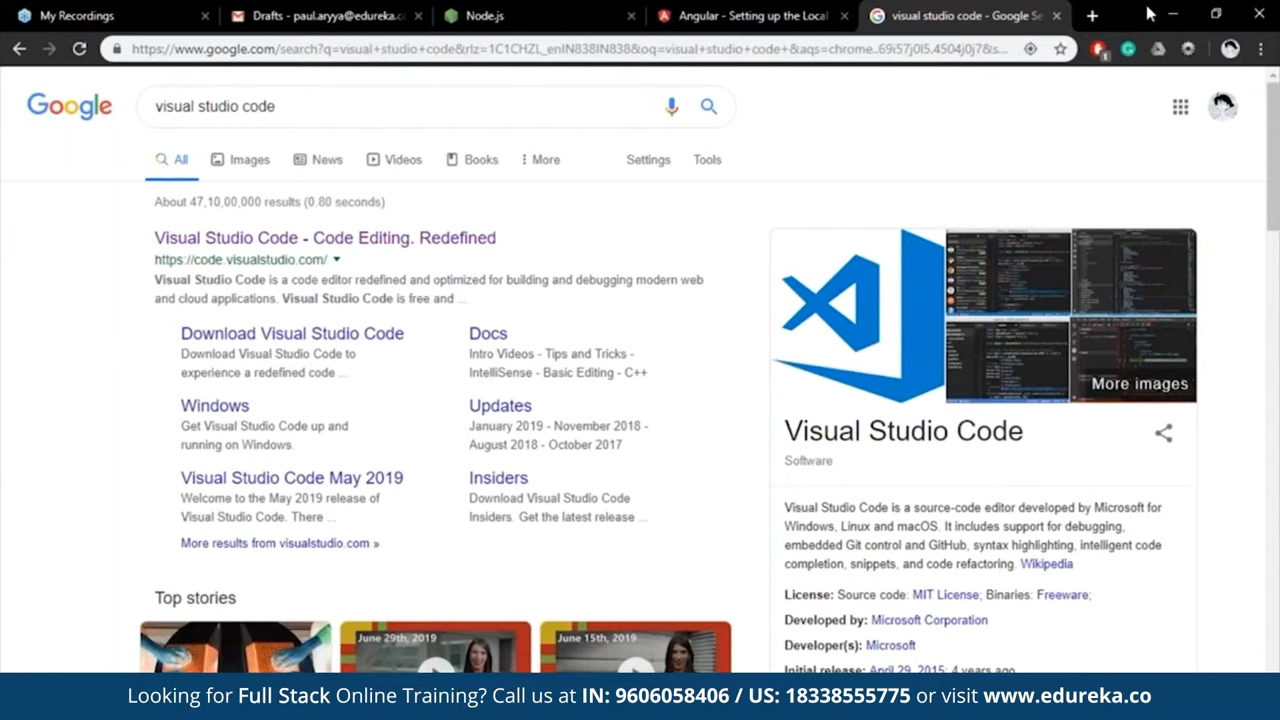 My Recordings
Drafts - paul.aryya@edureka.c
Node.js
Angular - Setting up the Local
visual studio code - Google Se
https://www.google.com/search?q=visual+studio+code&rlz=1C1CHZL_enIN838IN838&oq=visual+studio+code+&aqs=chrome..69i57j0l5.4504j0j7&s...
1
Google
visual studio code
All
Images
News
Videos
Books
More
Settings
Tools
About 47,10,00,000 results (0.80 seconds)
Visual Studio Code - Code Editing. Redefined
https://code.visualstudio.com/
Visual Studio Code is a code editor redefined and optimized for building and debugging modern web
and cloud applications. Visual Studio Code is free and ...
Download Visual Studio Code
Download Visual Studio Code to
experience a redefined code ...
Docs
Intro Videos - Tips and Tricks -
IntelliSense - Basic Editing - C++
Windows
Get Visual Studio Code up and
running on Windows.
Updates
January 2019 - November 2018 -
August 2018 - October 2017
Visual Studio Code May 2019
Welcome to the May 2019 release of
Visual Studio Code. There ...
Insiders
Download Visual Studio Code
Insiders. Get the latest release ...
More results from visualstudio.com »
Top stories
June 29th, 2019
June 15th, 2019
More images
Visual Studio Code
Software
Visual Studio Code is a source-code editor developed by Microsoft for
Windows, Linux and macOS. It includes support for debugging,
embedded Git control and GitHub, syntax highlighting, intelligent code
completion, snippets, and code refactoring. Wikipedia
License: Source code: MIT License; Binaries: Freeware;
Developed by: Microsoft Corporation
Developer(s): Microsoft
Initial release: April 29, 2015; 4 years ago
Looking for Full Stack Online Training? Call us at IN: 9606058406 / US: 18338555775 or visit www.edureka.co